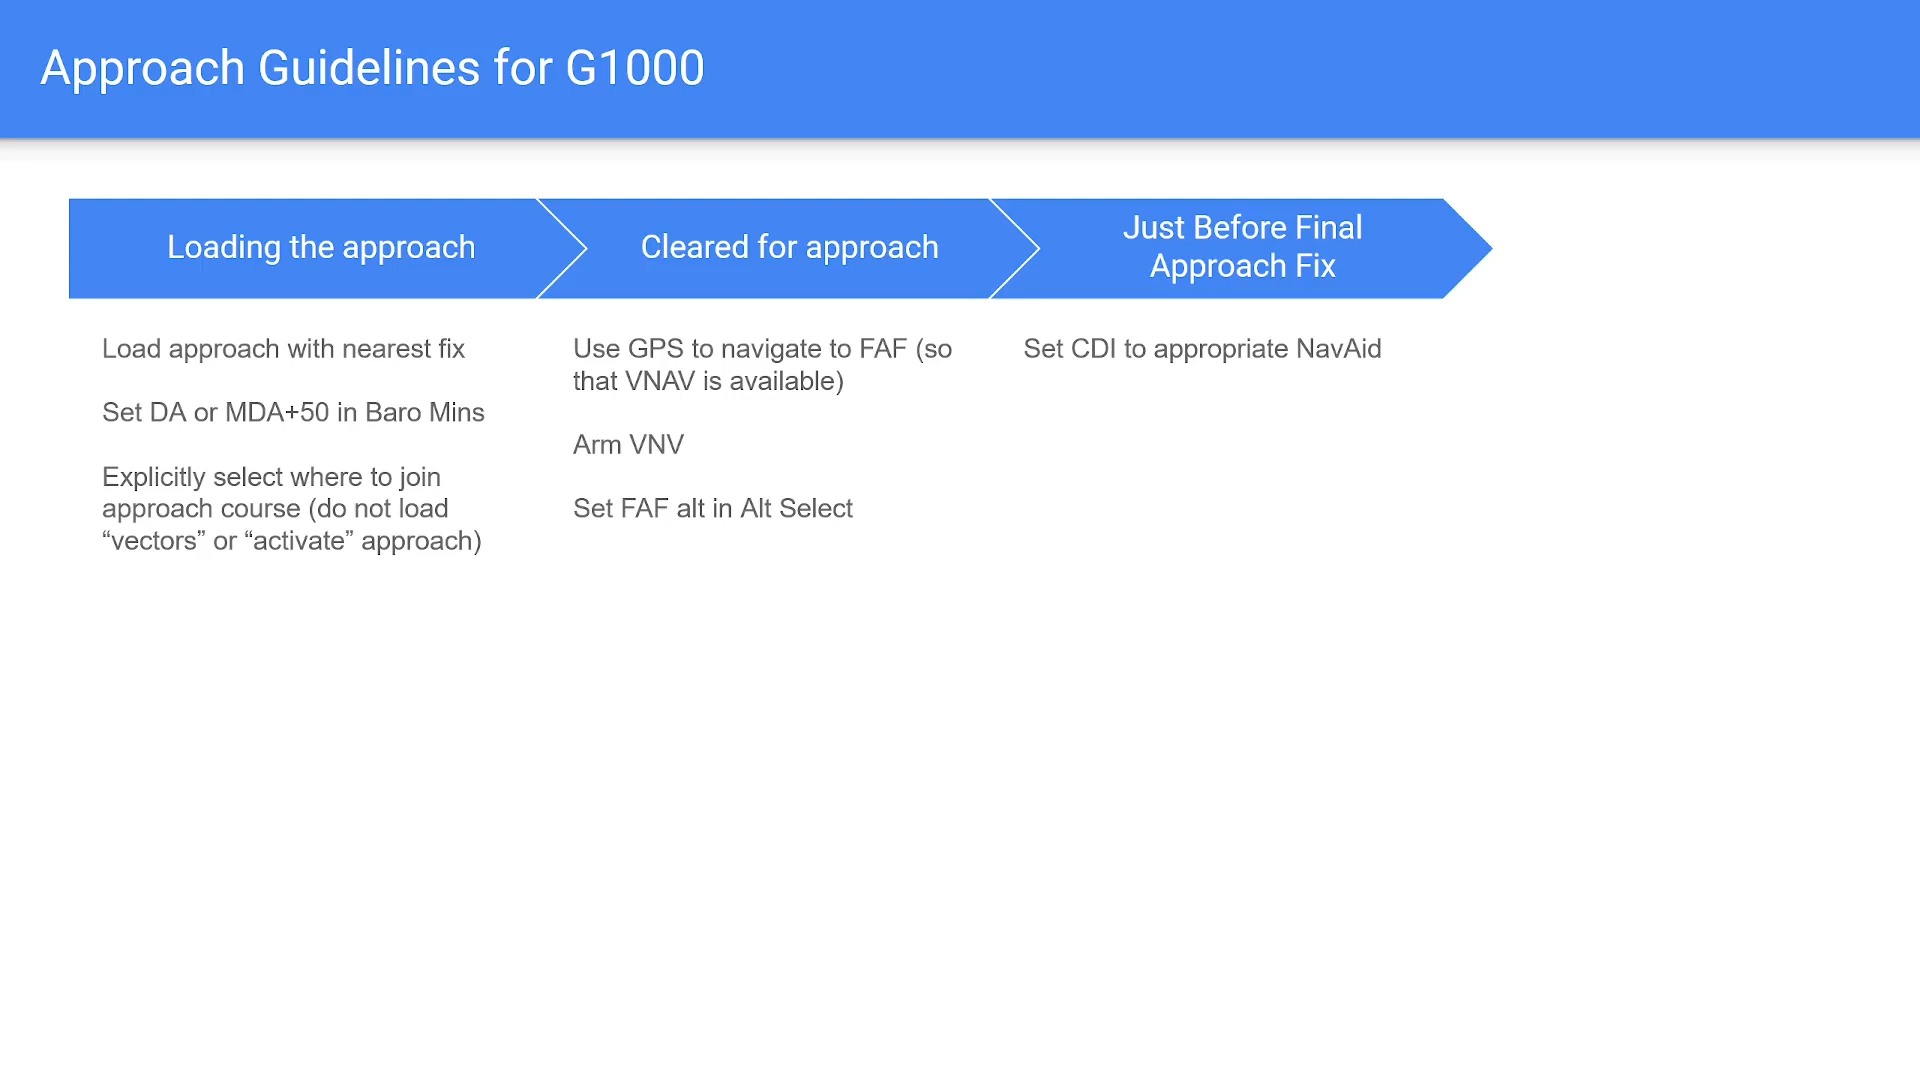 Approach Guidelines for G1000
Loading the approach
Cleared for approach
Just Before Final
Approach Fix
Load approach with nearest fix
Set DA or MDA+50 in Baro Mins
Explicitly select where to join
approach course (do not load
“vectors” or “activate” approach)
Use GPS to navigate to FAF (so
that VNAV is available)
Arm VNV
Set FAF alt in Alt Select
Set CDI to appropriate NavAid